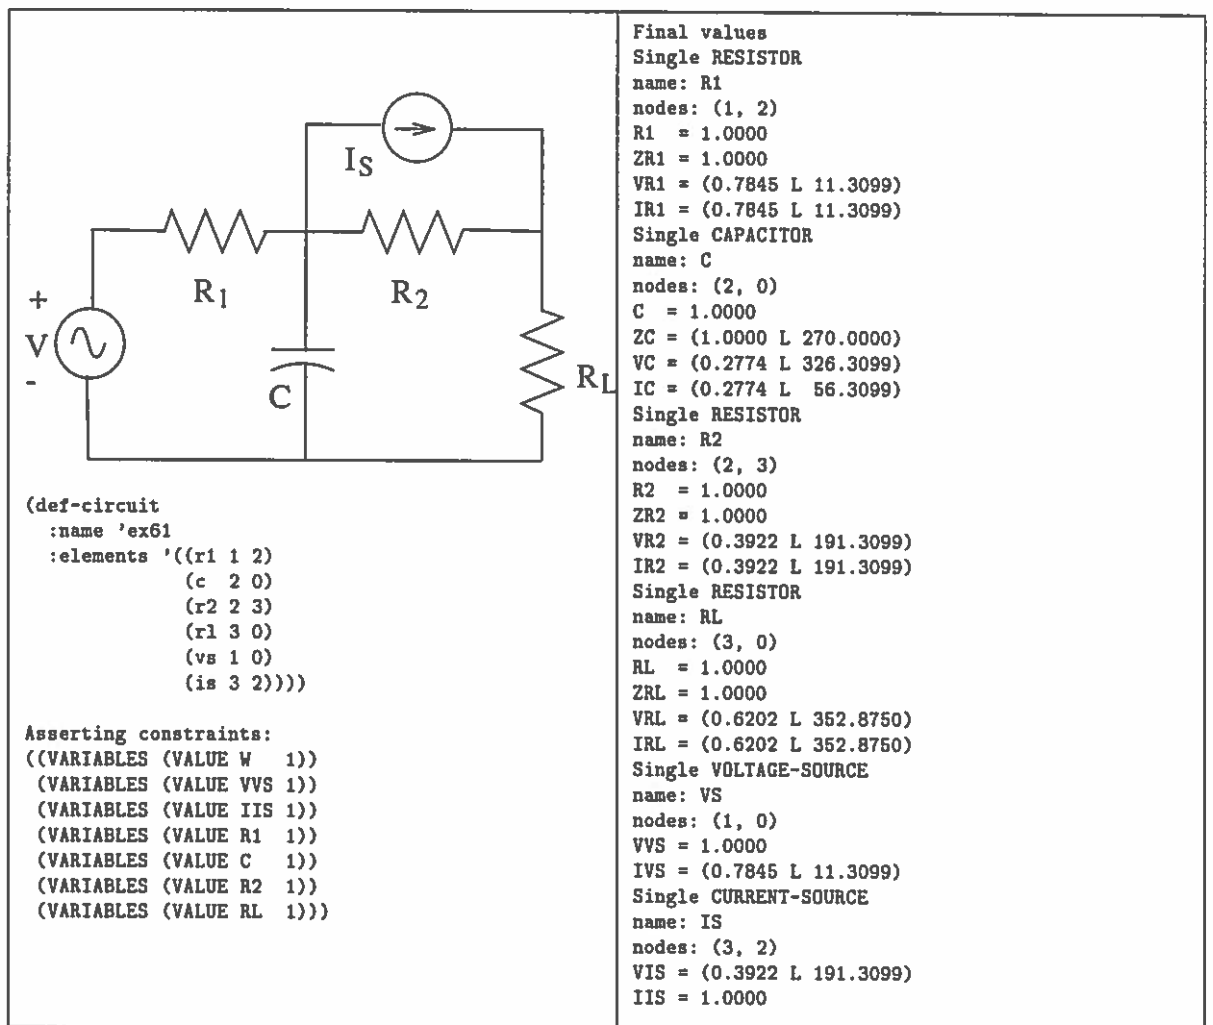 I_S
R_1
R_2
+
V
-
C
R_L
(def-circuit
  :name 'ex61
  :elements '((r1 1 2)
              (c  2 0)
              (r2 2 3)
              (rl 3 0)
              (vs 1 0)
              (is 3 2))))
Asserting constraints:
((VARIABLES (VALUE W   1))
 (VARIABLES (VALUE VVS 1))
 (VARIABLES (VALUE IIS 1))
 (VARIABLES (VALUE R1  1))
 (VARIABLES (VALUE C   1))
 (VARIABLES (VALUE R2  1))
 (VARIABLES (VALUE RL  1)))
Final values
Single RESISTOR
name: R1
nodes: (1, 2)
R1  = 1.0000
ZR1 = 1.0000
VR1 = (0.7845 L 11.3099)
IR1 = (0.7845 L 11.3099)
Single CAPACITOR
name: C
nodes: (2, 0)
C  = 1.0000
ZC = (1.0000 L 270.0000)
VC = (0.2774 L 326.3099)
IC = (0.2774 L  56.3099)
Single RESISTOR
name: R2
nodes: (2, 3)
R2  = 1.0000
ZR2 = 1.0000
VR2 = (0.3922 L 191.3099)
IR2 = (0.3922 L 191.3099)
Single RESISTOR
name: RL
nodes: (3, 0)
RL  = 1.0000
ZRL = 1.0000
VRL = (0.6202 L 352.8750)
IRL = (0.6202 L 352.8750)
Single VOLTAGE-SOURCE
name: VS
nodes: (1, 0)
VVS = 1.0000
IVS = (0.7845 L 11.3099)
Single CURRENT-SOURCE
name: IS
nodes: (3, 2)
VIS = (0.3922 L 191.3099)
IIS = 1.0000